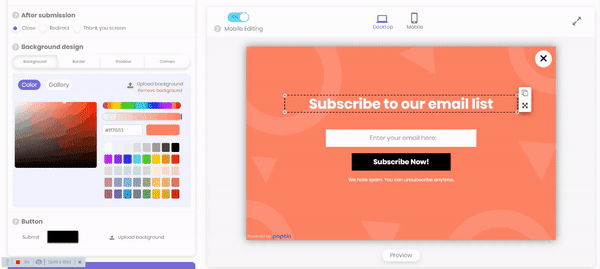 After submission
Close
Redirect
Thank you screen
Background design
Background
Border
Shadow
Corners
Color
Gallery
Upload background
Remove background
Button
Submit
Upload background
Mobile Editing
Desktop
Mobile
Subscribe to our email list
Enter your email here:
Subscribe Now!
We hate spam. You can unsubscribe anytime.
Powered by poptin
Preview